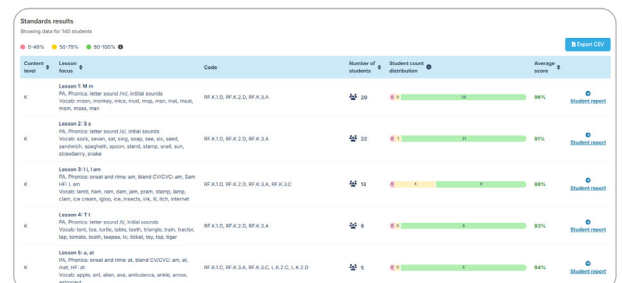 Standards results
Showing data for 140 students
0-49% 50-79% 80-100%
Export CSV
Content level
Lesson focus
Code
Number of students
Student count distribution
Average score
Lesson 1: M m
K
PA, Phonics: letter sound /m/, initial sounds
Vocab: moon, monkey, mice, mud, mop, men, mat, meat,
mom, moss, man
RF.K.1.D, RF.K.2.D, RF.K.3.A
29
0
29
96%
Student report
Lesson 2: S s
K
PA, Phonics: letter sound /s/, initial sounds
Vocab: sock, seven, sat, sing, soap, see, six, seed,
sandwich, spaghetti, spoon, stand, stamp, snail, sun,
strawberry, snake
RF.K.1.D, RF.K.2.D, RF.K.3.A
22
1
21
91%
Student report
Lesson 3: I i, I am
K
PA, Phonics: onset and rime: am, blend CV/CVC: am, Sam
HF: I, am
Vocab: lamb, ham, ram, dam, jam, pram, stamp, lamp,
clam, ice cream, igloo, ice, insects, ink, ill, itch, internet
RF.K.1.D, RF.K.2.D, RF.K.3.A, RF.K.3.C
13
4
9
Student report
Lesson 4: T t
K
PA, Phonics: letter sound /t/, initial sounds
Vocab: tent, toe, turtle, table, teeth, triangle, train, tractor,
tap, tomato, tooth, teepee, tv, ticket, toy, top, tiger
RF.K.1.D, RF.K.2.D, RF.K.3.A
8
0
8
93%
Student report
Lesson 5: a, at
K
PA, Phonics: onset and rime: at, blend CV/CVC: am, at,
mat, HF: at
Vocab: apple, ant, alien, axe, ambulance, ankle, arrow,
astronaut
RF.K.1.C, RF.K.3.A, RF.K.3.C, L.K.2.C, L.K.2.D
5
0
5
94%
Student report